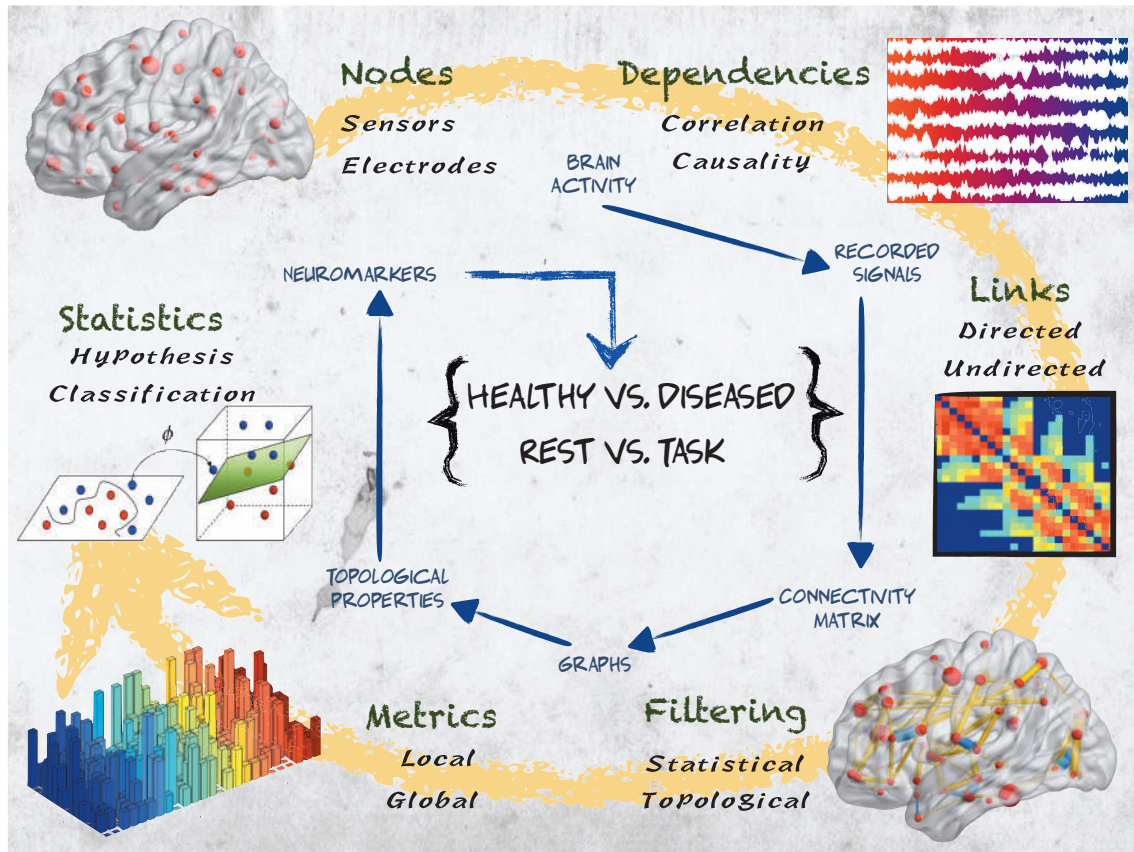 Nodes
Sensors
Electrodes
Dependencies
Correlation
Causality
BRAIN
ACTIVITY
RECORDED
SIGNALS
NEUROMARKERS
Links
Directed
Undirected
Statistics
Hypothesis
Classification
ϕ
HEALTHY VS. DISEASED
REST VS. TASK
TOPOLOGICAL
PROPERTIES
CONNECTIVITY
MATRIX
GRAPHS
Metrics
Local
Global
Filtering
Statistical
Topological